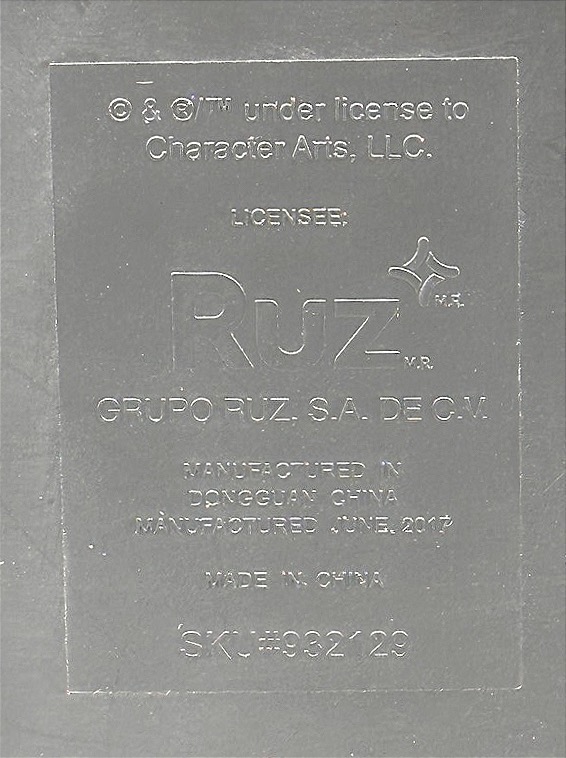 © & ®/™ under license to
Character Arts, LLC.
LICENSEE:
RUZ M.R.
M.R.
GRUPO RUZ, S.A. DE C.V.
MANUFACTURED IN
DONGGUAN CHINA
MANUFACTURED JUNE, 2017
MADE IN CHINA
SKU#932129